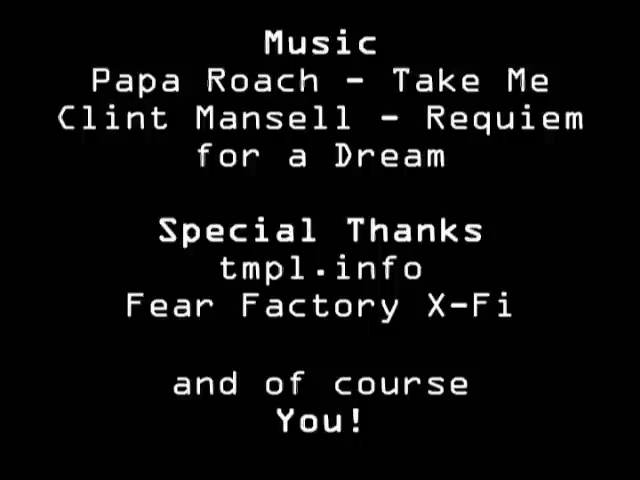 Music
Papa Roach - Take Me
Clint Mansell - Requiem
for a Dream
Special Thanks
tmpl.info
Fear Factory X-Fi
and of course
You!